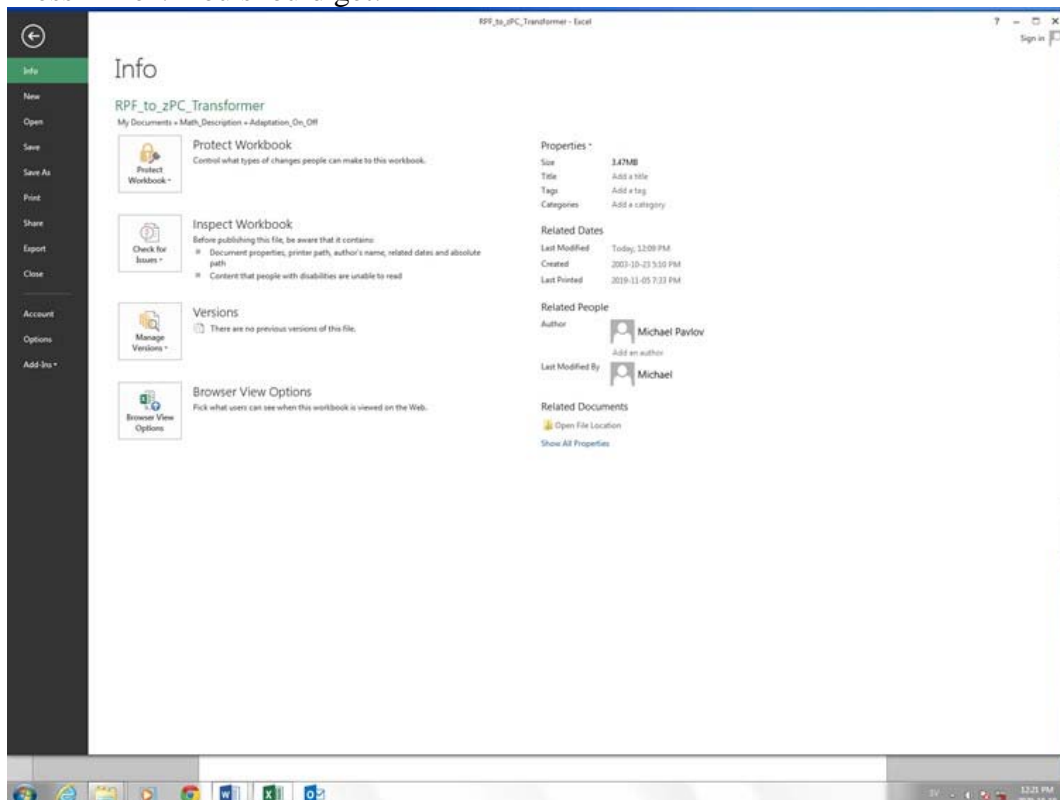 RPF_to_zPC_Transformer - Excel
Sign in
Info
New
Open
Save
Save As
Print
Share
Export
Close
Account
Options
Add-Ins
Info
RPF_to_zPC_Transformer
My Documents » Math_Description » Adaptation_On_Off
Protect Workbook
Protect Workbook
Control what types of changes people can make to this workbook.
Check for Issues
Inspect Workbook
Before publishing this file, be aware that it contains:
Document properties, printer path, author's name, related dates and absolute
path
Content that people with disabilities are unable to read
Manage Versions
Versions
There are no previous versions of this file.
Browser View Options
Browser View Options
Pick what users can see when this workbook is viewed on the Web.
Properties
Size 3.47MB
Title Add a title
Tags Add a tag
Categories Add a category
Related Dates
Last Modified Today, 12:09 PM
Created 2003-10-23 5:10 PM
Last Printed 2019-11-05 7:33 PM
Related People
Author Michael Pavlov
Add an author
Last Modified By Michael
Related Documents
Open File Location
Show All Properties
SV
12:21 PM